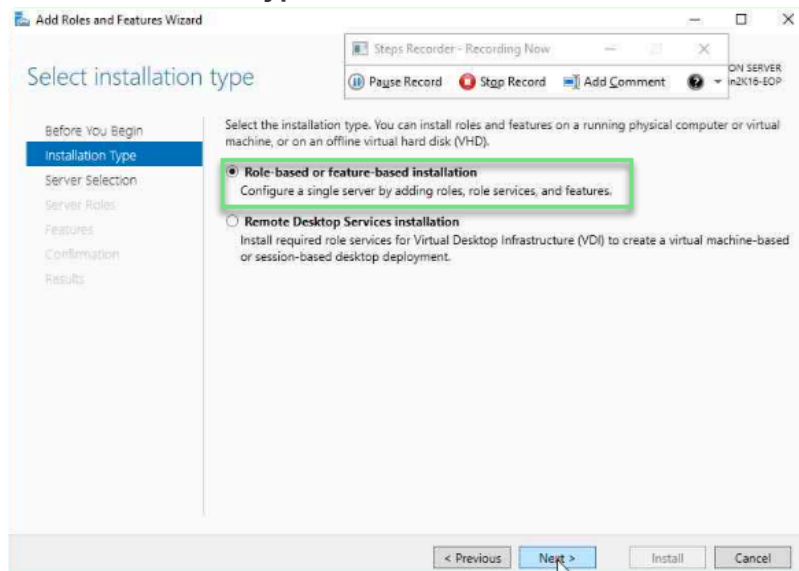 Add Roles and Features Wizard
Steps Recorder - Recording Now
Pause Record Stop Record Add Comment
Select installation type
ON SERVER
n2K16-EOP
Before You Begin
Installation Type
Server Selection
Server Roles
Features
Confirmation
Results
Select the installation type. You can install roles and features on a running physical computer or virtual
machine, or on an offline virtual hard disk (VHD).
Role-based or feature-based installation
Configure a single server by adding roles, role services, and features.
Remote Desktop Services installation
Install required role services for Virtual Desktop Infrastructure (VDI) to create a virtual machine-based
or session-based desktop deployment.
< Previous Next > Install Cancel